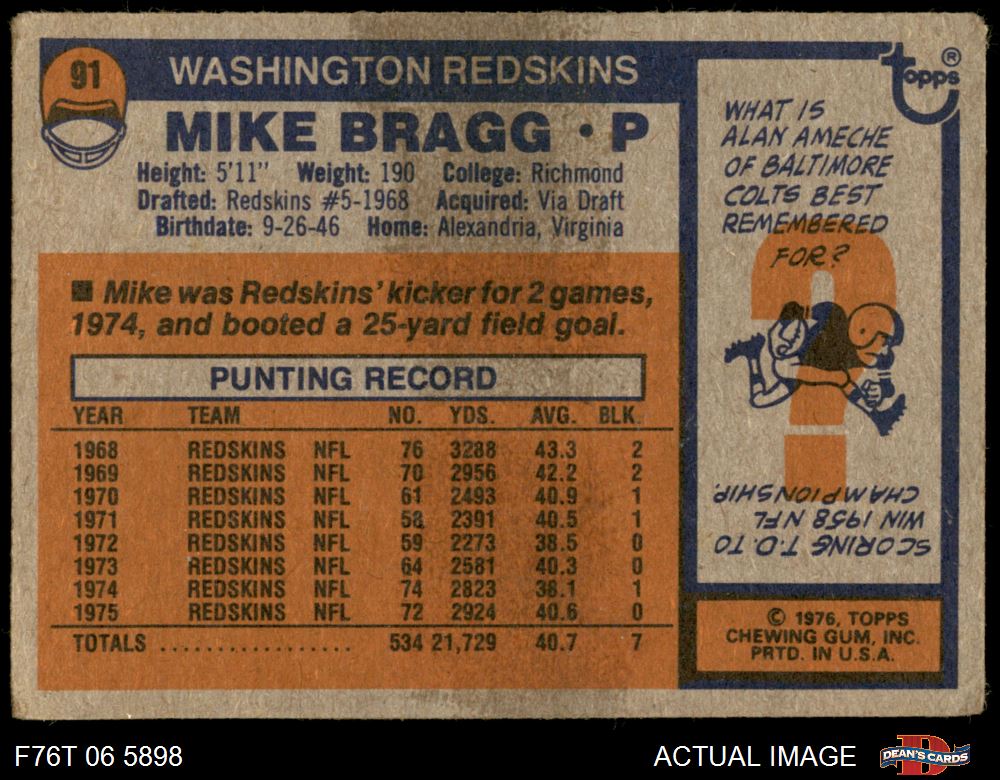 91
WASHINGTON REDSKINS
MIKE BRAGG • P
Height: 5'11" Weight: 190 College: Richmond
Drafted: Redskins #5-1968 Acquired: Via Draft
Birthdate: 9-26-46 Home: Alexandria, Virginia
■ Mike was Redskins' kicker for 2 games,
1974, and booted a 25-yard field goal.
PUNTING RECORD
YEAR TEAM NO. YDS. AVG. BLK.
1968 REDSKINS NFL 76 3288 43.3 2
1969 REDSKINS NFL 70 2956 42.2 2
1970 REDSKINS NFL 61 2493 40.9 1
1971 REDSKINS NFL 58 2391 40.5 1
1972 REDSKINS NFL 59 2273 38.5 0
1973 REDSKINS NFL 64 2581 40.3 0
1974 REDSKINS NFL 74 2823 38.1 1
1975 REDSKINS NFL 72 2924 40.6 0
TOTALS ................. 534 21,729 40.7 7
Topps ®
WHAT IS
ALAN AMECHE
OF BALTIMORE
COLTS BEST
REMEMBERED
FOR?
?
SCORING T.D. TO
WIN 1958 NFL
CHAMPIONSHIP.
© 1976, TOPPS
CHEWING GUM, INC.
PRTD. IN U.S.A.
F76T 06 5898
ACTUAL IMAGE
DEAN'S CARDS